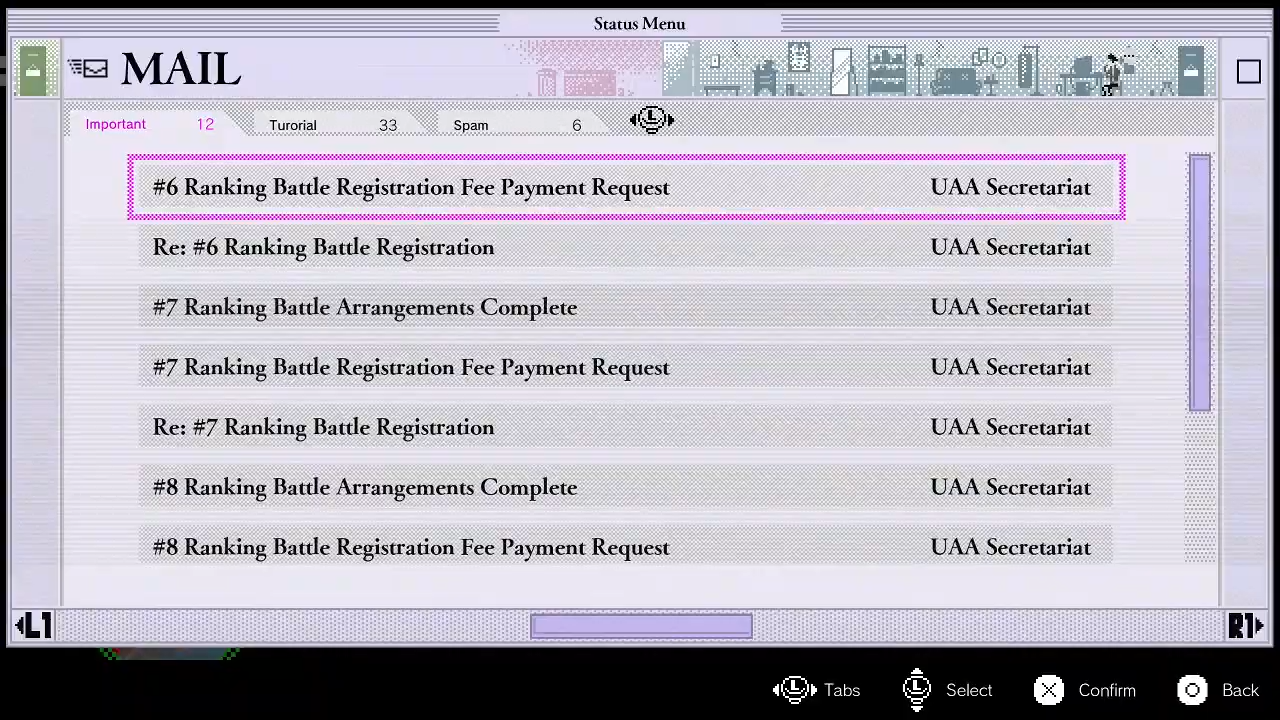 Status Menu
MAIL
Important 12
Turorial 33
Spam 6
L
#6 Ranking Battle Registration Fee Payment Request UAA Secretariat
Re: #6 Ranking Battle Registration UAA Secretariat
#7 Ranking Battle Arrangements Complete UAA Secretariat
#7 Ranking Battle Registration Fee Payment Request UAA Secretariat
Re: #7 Ranking Battle Registration UAA Secretariat
#8 Ranking Battle Arrangements Complete UAA Secretariat
#8 Ranking Battle Registration Fee Payment Request UAA Secretariat
L1
R1
L Tabs
L Select
Confirm
Back